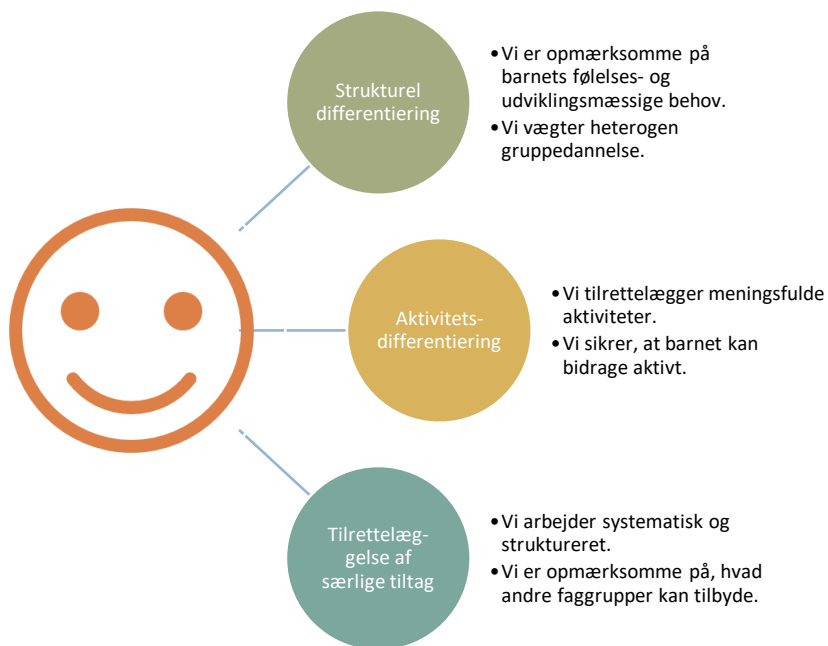 Strukturel
differentiering
•Vi er opmærksomme på
barnets følelses- og
udviklingsmæssige behov.
•Vi vægter heterogen
gruppedannelse.
Aktivitets-
differentiering
•Vi tilrettelægger meningsfulde
aktiviteter.
•Vi sikrer, at barnet kan
bidrage aktivt.
Tilrettelæg-
gelse af
særlige tiltag
•Vi arbejder systematisk og
struktureret.
•Vi er opmærksomme på, hvad
andre faggrupper kan tilbyde.